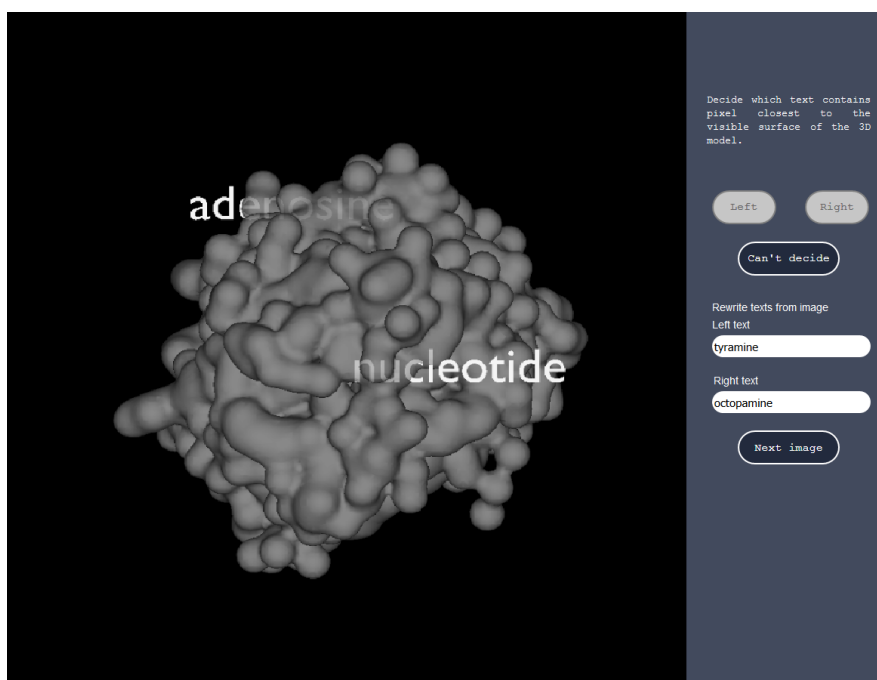 adenosine
nucleotide
Decide which text contains
pixel closest to the
visible surface of the 3D
model.
Left
Right
Can't decide
Rewrite texts from image
Left text
tyramine
Right text
octopamine
Next image